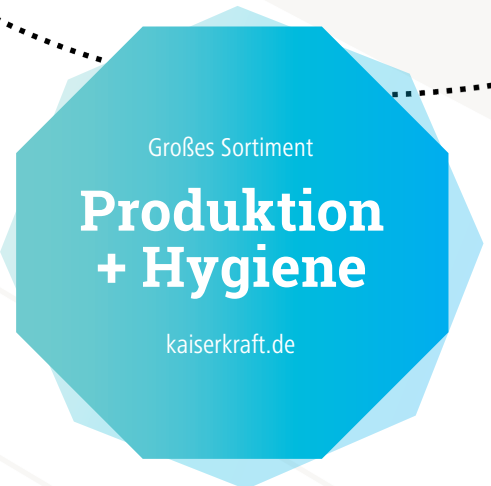 Großes Sortiment
Produktion
+ Hygiene
kaiserkraft.de